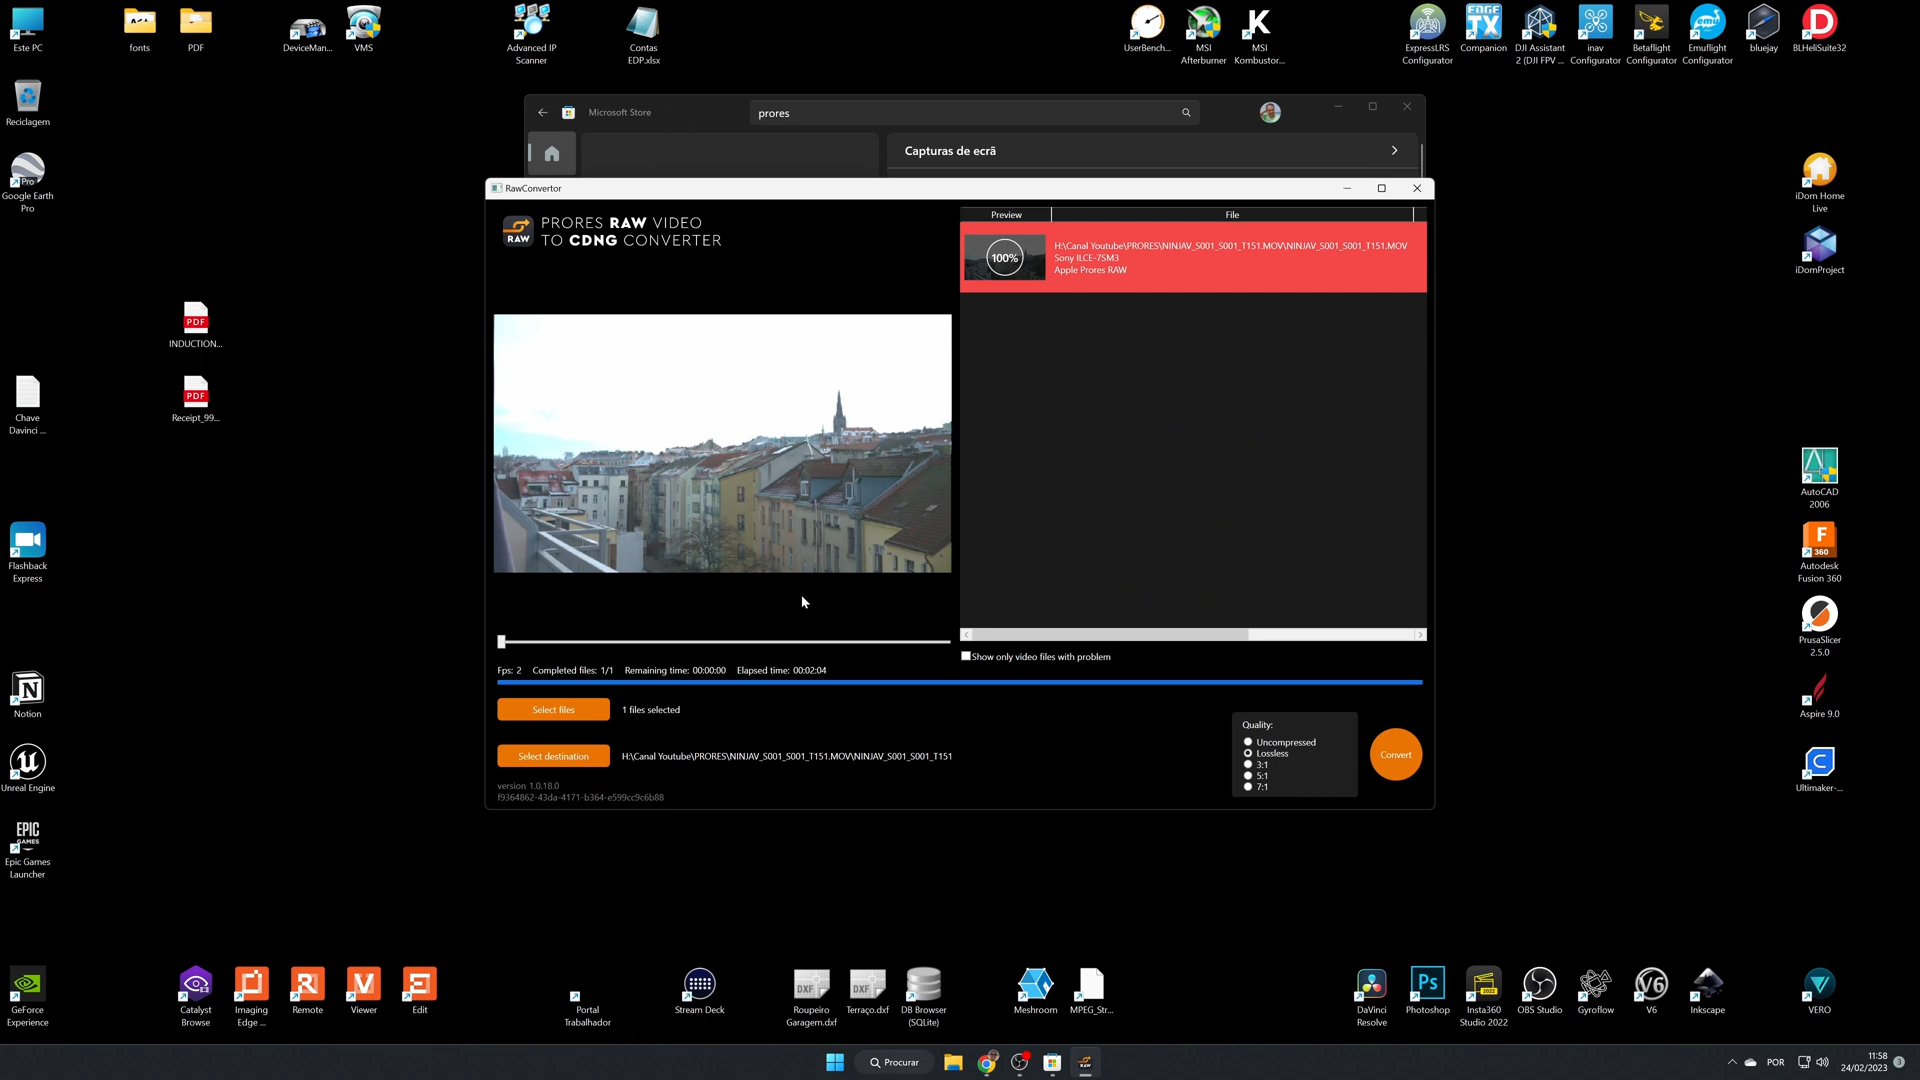 Este PC
fonts
PDF
DeviceMan...
VMS
Advanced IP
Scanner
Contas
EDP.xlsx
UserBench...
MSI
Afterburner
MSI
Kombustor...
ExpressLRS
Configurator
Companion
DJI Assistant
2 (DJI FPV ...
inav
Configurator
Betaflight
Configurator
Emuflight
Configurator
bluejay
BLHeliSuite32
Reciclagem
Microsoft Store
prores
Capturas de ecrã
Google Earth
Pro
iDom Home
Live
iDomProject
RawConvertor
RAW
PRORES RAW VIDEO
TO CDNG CONVERTER
Preview
File
100%
H:\Canal Youtube\PRORES\NINJAV_S001_S001_T151.MOV\NINJAV_S001_S001_T151.MOV
Sony ILCE-7SM3
Apple Prores RAW
PDF
INDUCTION...
PDF
Receipt_99...
Chave
Davinci ...
AutoCAD
2006
Flashback
Express
Autodesk
Fusion 360
PrusaSlicer
2.5.0
Show only video files with problem
Fps: 2 Completed files: 1/1 Remaining time: 00:00:00 Elapsed time: 00:02:04
Select files
1 files selected
Notion
Aspire 9.0
Quality:
Uncompressed
Lossless
3:1
5:1
7:1
Convert
Select destination
H:\Canal Youtube\PRORES\NINJAV_S001_S001_T151.MOV\NINJAV_S001_S001_T151
version 1.0.18.0
f9364862-43da-4171-b364-e599cc9c6b88
Unreal Engine
Ultimaker-...
Epic Games
Launcher
GeForce
Experience
Catalyst
Browse
Imaging
Edge ...
Remote
Viewer
Edit
Portal
Trabalhador
Stream Deck
Roupeiro
Garagem.dxf
Terraço.dxf
DB Browser
(SQLite)
Meshroom
MPEG_Str...
DaVinci
Resolve
Photoshop
Insta360
Studio 2022
OBS Studio
Gyroflow
V6
Inkscape
VERO
Procurar
POR
11:58
24/02/2023
3